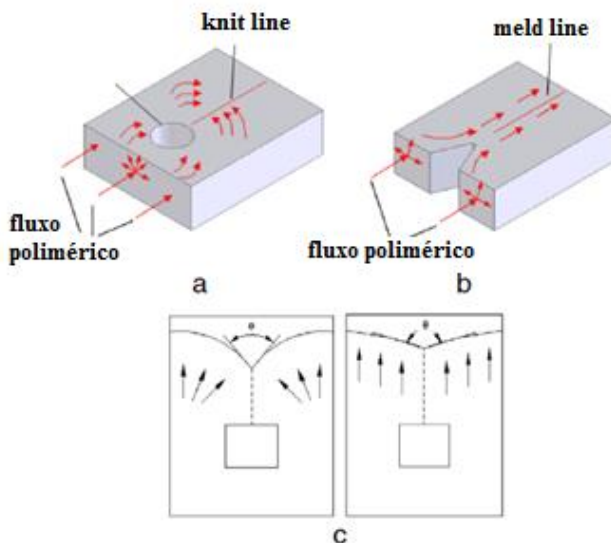 knit line
meld line
fluxo
polimérico
fluxo polimérico
a
b
θ
θ
c